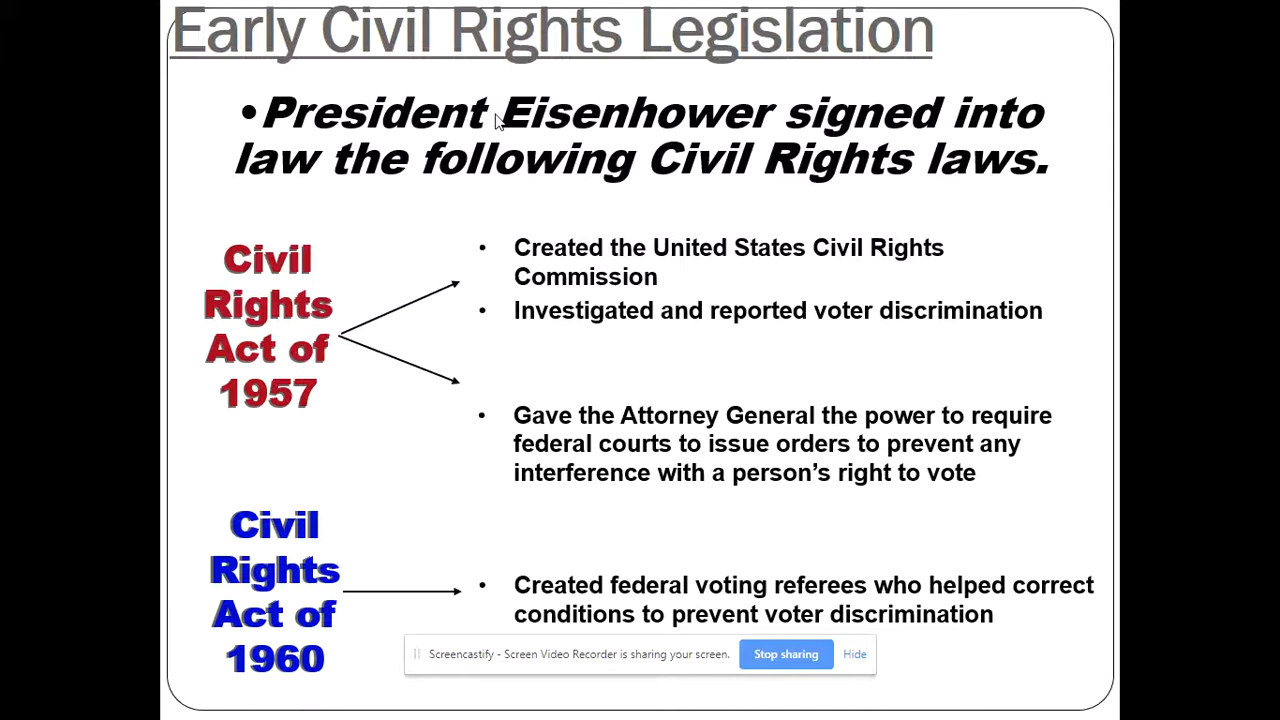 Early Civil Rights Legislation
•President Eisenhower signed into
law the following Civil Rights laws.
Civil
Rights
Act of
1957
• Created the United States Civil Rights
Commission
• Investigated and reported voter discrimination
• Gave the Attorney General the power to require
federal courts to issue orders to prevent any
interference with a person’s right to vote
Civil
Rights
Act of
1960
• Created federal voting referees who helped correct
conditions to prevent voter discrimination
Screencastify - Screen Video Recorder is sharing your screen. Stop sharing Hide